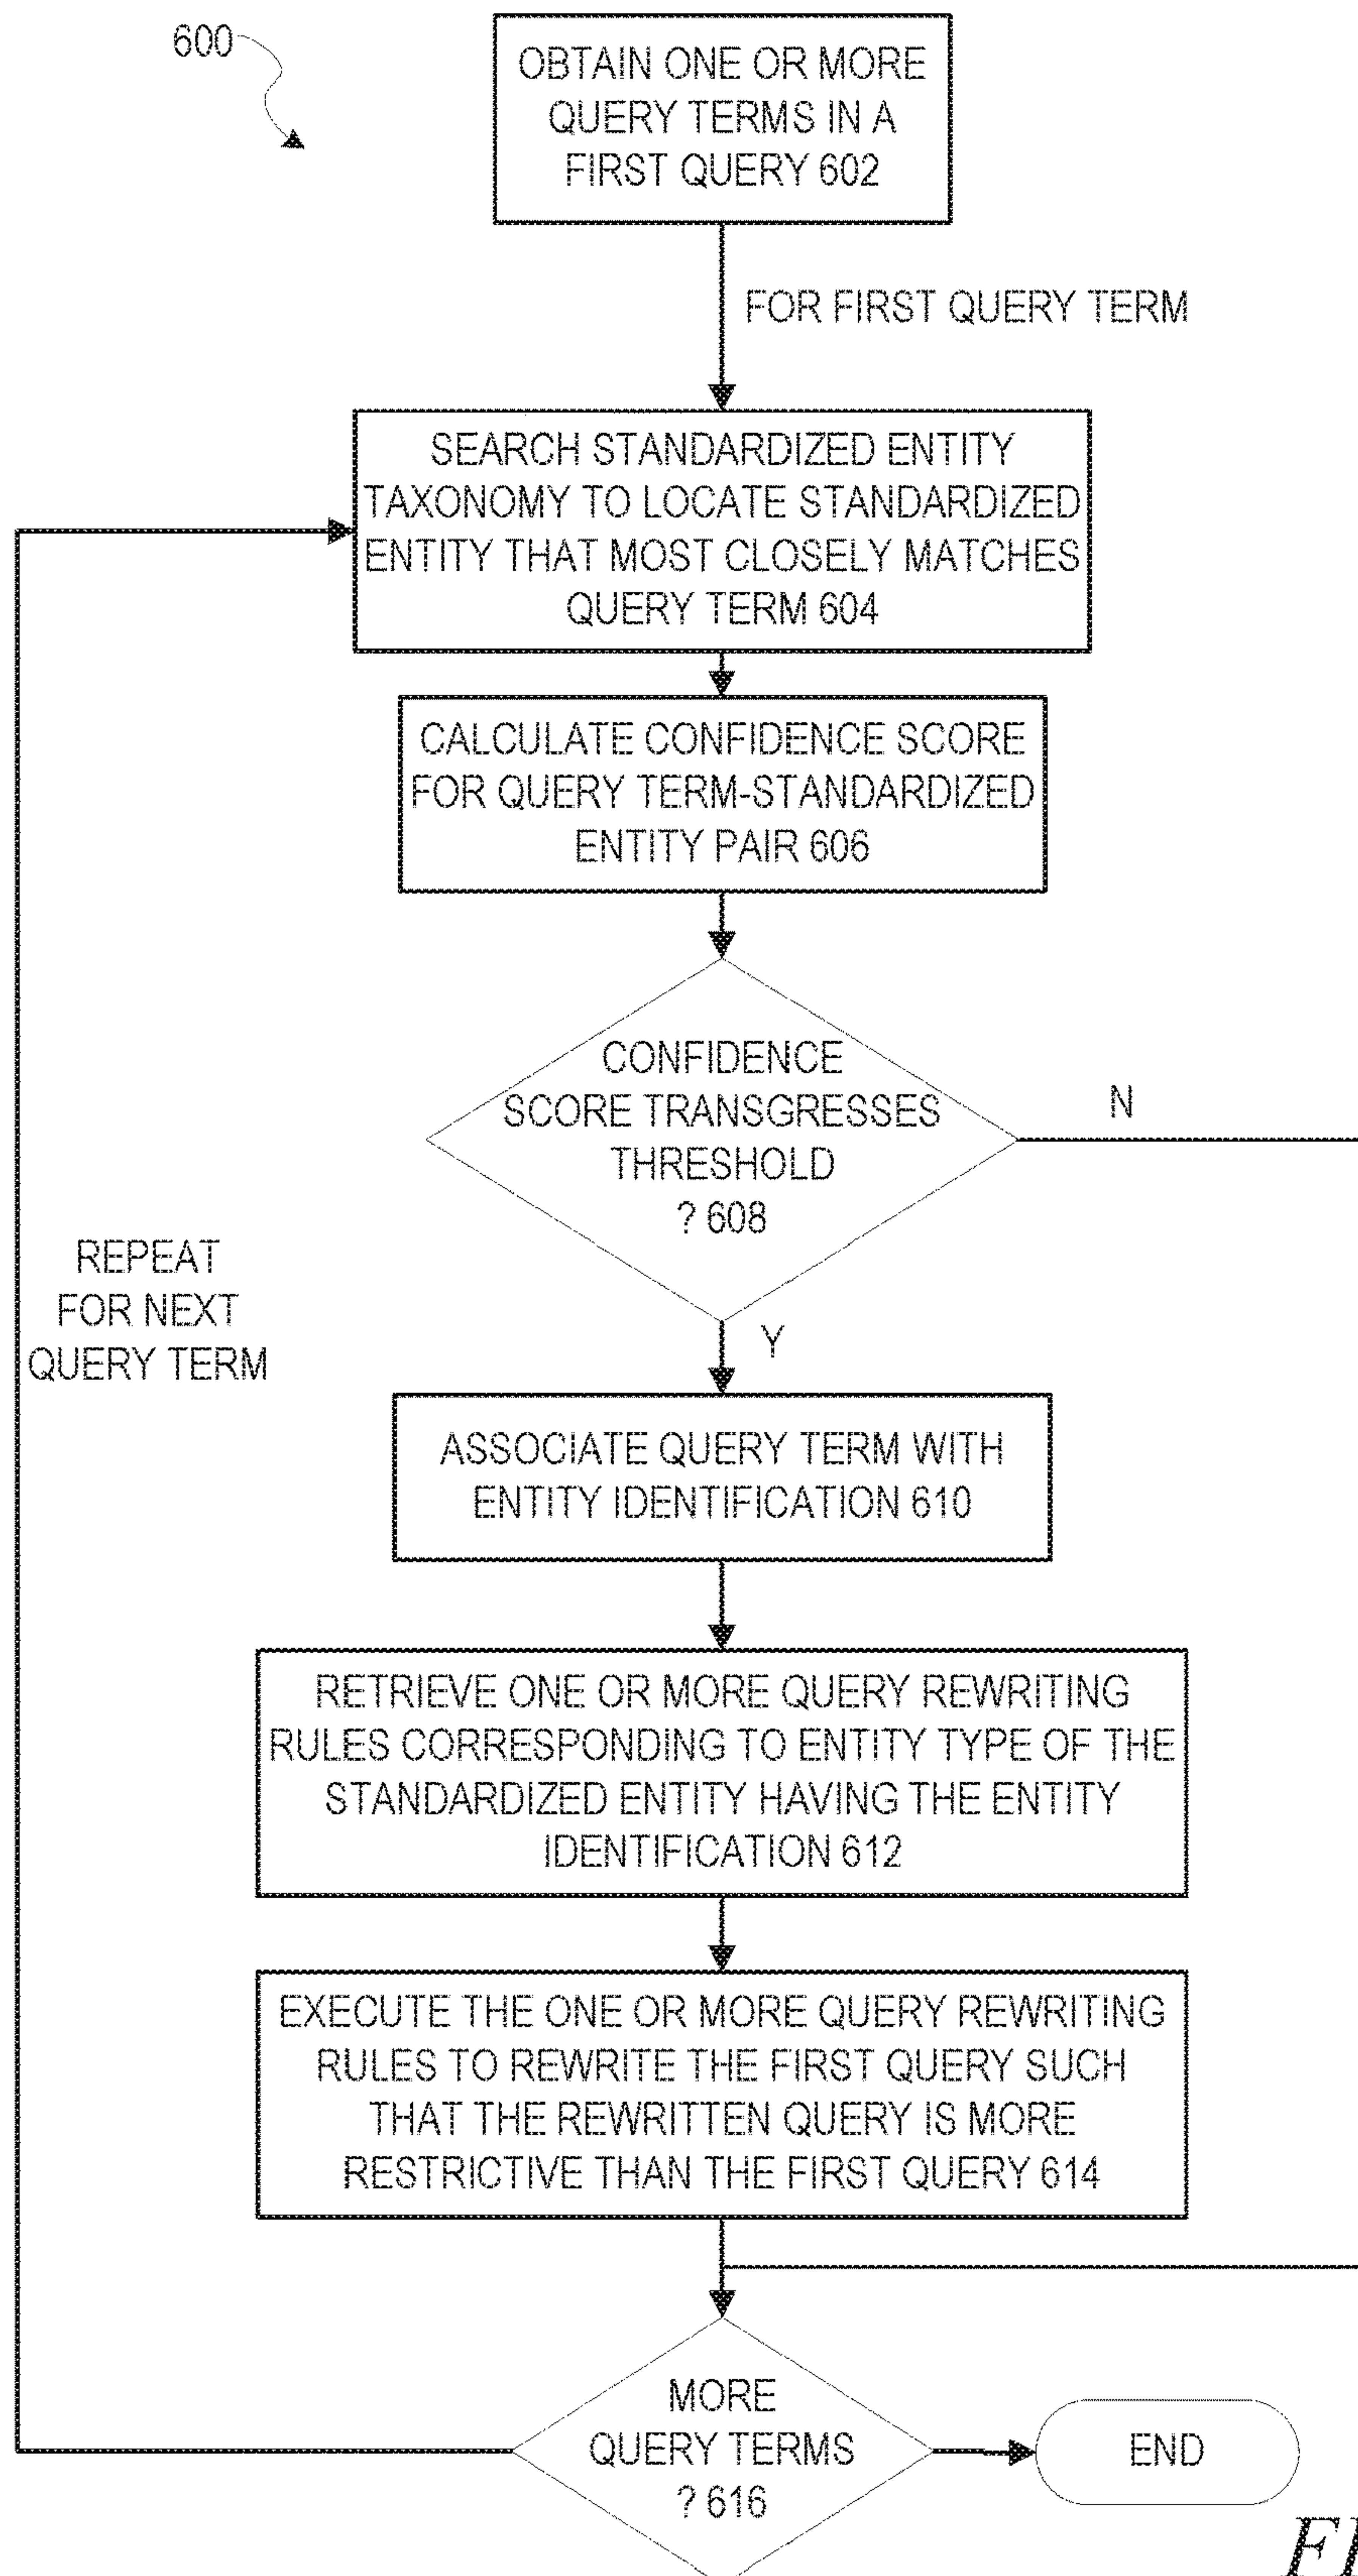 600
OBTAIN ONE OR MORE
QUERY TERMS IN A
FIRST QUERY 602
FOR FIRST QUERY TERM
SEARCH STANDARDIZED ENTITY
TAXONOMY TO LOCATE STANDARDIZED
ENTITY THAT MOST CLOSELY MATCHES
QUERY TERM 604
CALCULATE CONFIDENCE SCORE
FOR QUERY TERM-STANDARDIZED
ENTITY PAIR 606
CONFIDENCE
SCORE TRANSGRESSES
THRESHOLD
? 608
N
Y
REPEAT
FOR NEXT
QUERY TERM
ASSOCIATE QUERY TERM WITH
ENTITY IDENTIFICATION 610
RETRIEVE ONE OR MORE QUERY REWRITING
RULES CORRESPONDING TO ENTITY TYPE OF THE
STANDARDIZED ENTITY HAVING THE ENTITY
IDENTIFICATION 612
EXECUTE THE ONE OR MORE QUERY REWRITING
RULES TO REWRITE THE FIRST QUERY SUCH
THAT THE REWRITTEN QUERY IS MORE
RESTRICTIVE THAN THE FIRST QUERY 614
MORE
QUERY TERMS
? 616
END